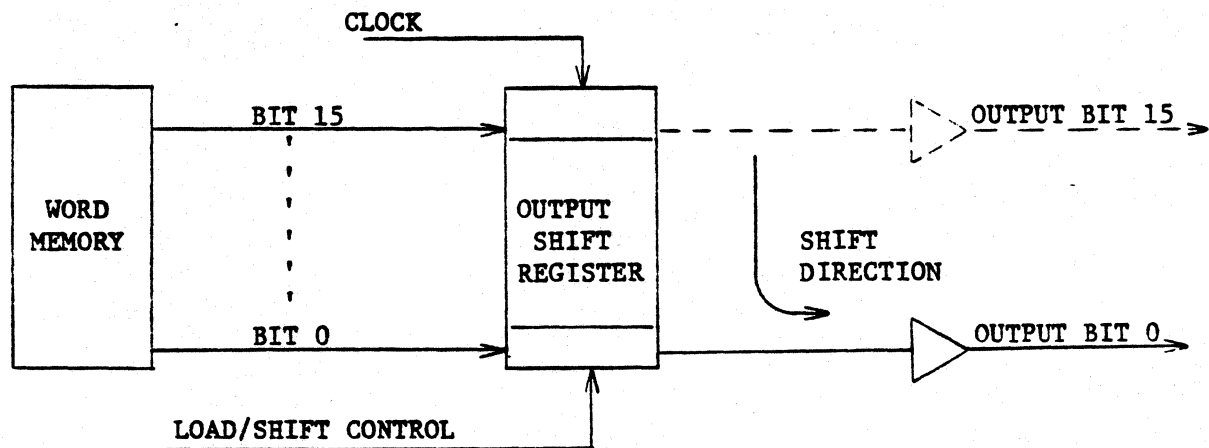 CLOCK
BIT 15
OUTPUT BIT 15
WORD
MEMORY
OUTPUT
SHIFT
REGISTER
SHIFT
DIRECTION
BIT 0
OUTPUT BIT 0
LOAD/SHIFT CONTROL